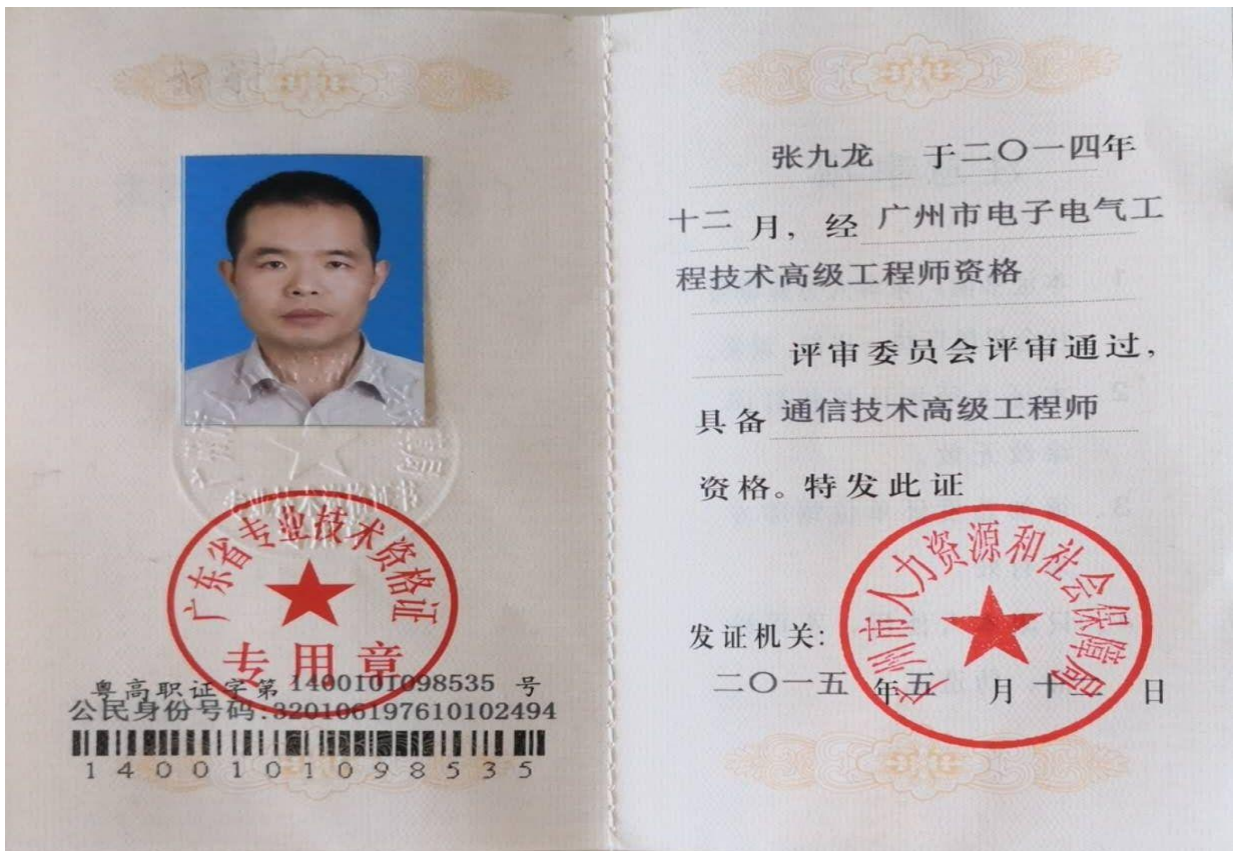 广东省专业技术资格证
专用章
粤高职证字第 1400101098535 号
公民身份号码:320106197610102494
1400101098535
张九龙 于二〇一四年
十二月，经广州市电子电气工
程技术高级工程师资格
评审委员会评审通过，
具备 通信技术高级工程师
资格。特发此证
广州市人力资源和社会保障局
发证机关:
二〇一五 年五 月十二 日